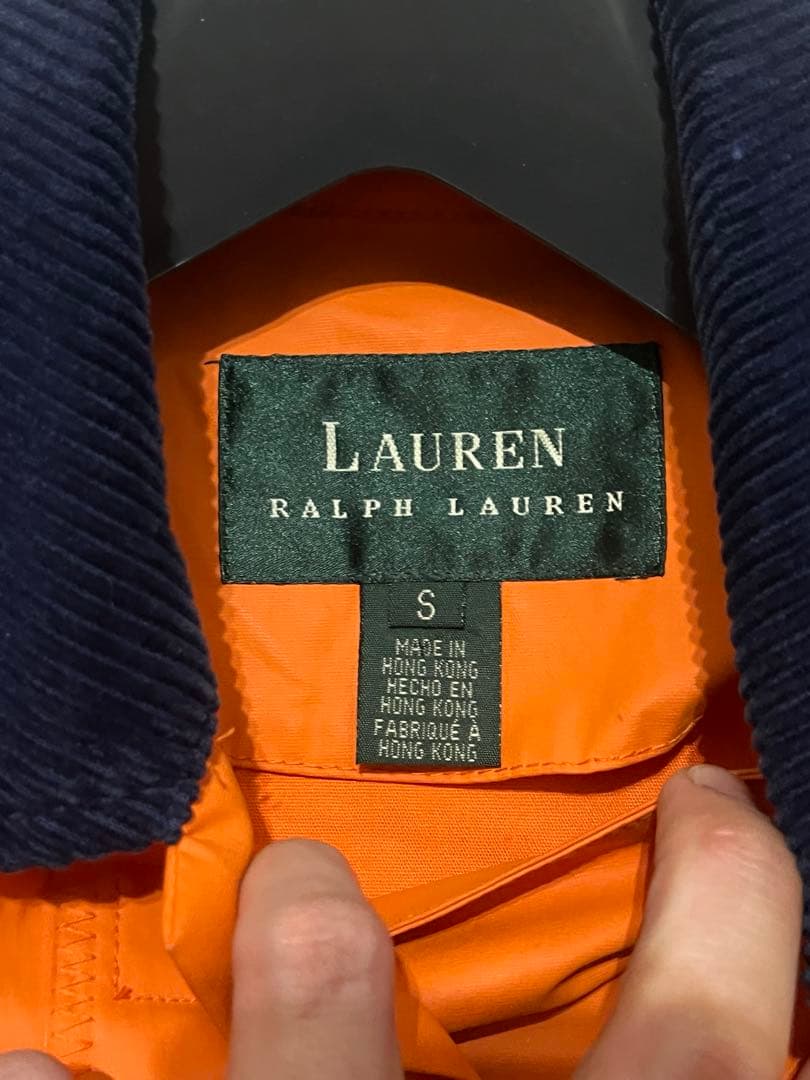 LAUREN
RALPH LAUREN
S
MADE IN
HONG KONG
HECHO EN
HONG KONG
FABRIQUÉ À
HONG KONG